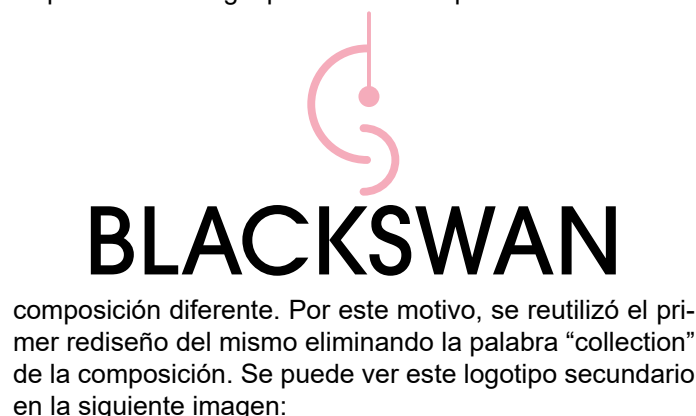 BLACKSWAN
composición diferente. Por este motivo, se reutilizó el pri-
mer rediseño del mismo eliminando la palabra “collection”
de la composición. Se puede ver este logotipo secundario
en la siguiente imagen: